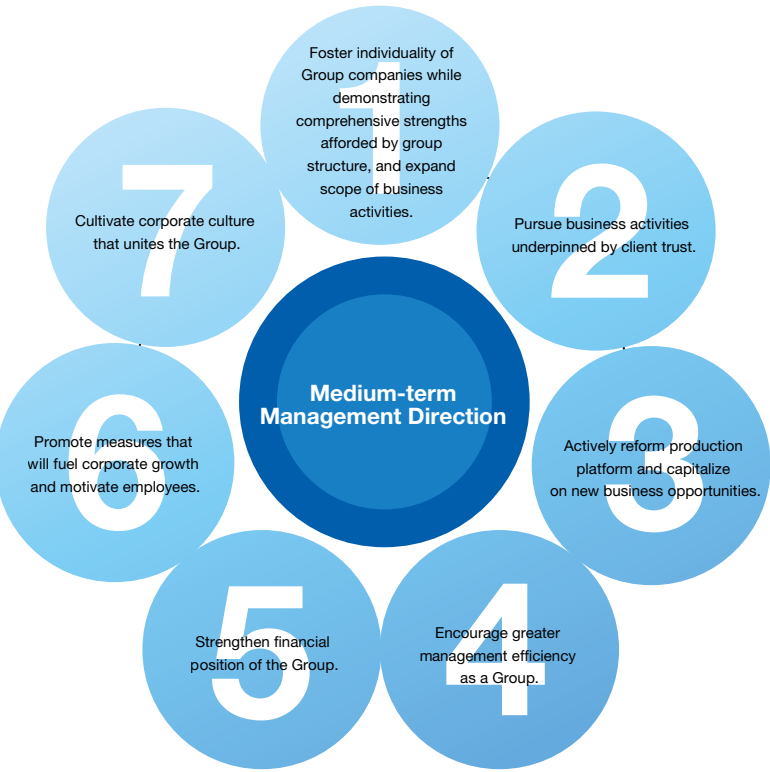 1
Foster individuality of
Group companies while
demonstrating
comprehensive strengths
afforded by group
structure, and expand
scope of business
activities.
2
Pursue business activities
underpinned by client trust.
3
Actively reform production
platform and capitalize
on new business opportunities.
4
Encourage greater
management efficiency
as a Group.
5
Strengthen financial
position of the Group.
6
Promote measures that
will fuel corporate growth
and motivate employees.
7
Cultivate corporate culture
that unites the Group.
Medium-term
Management Direction